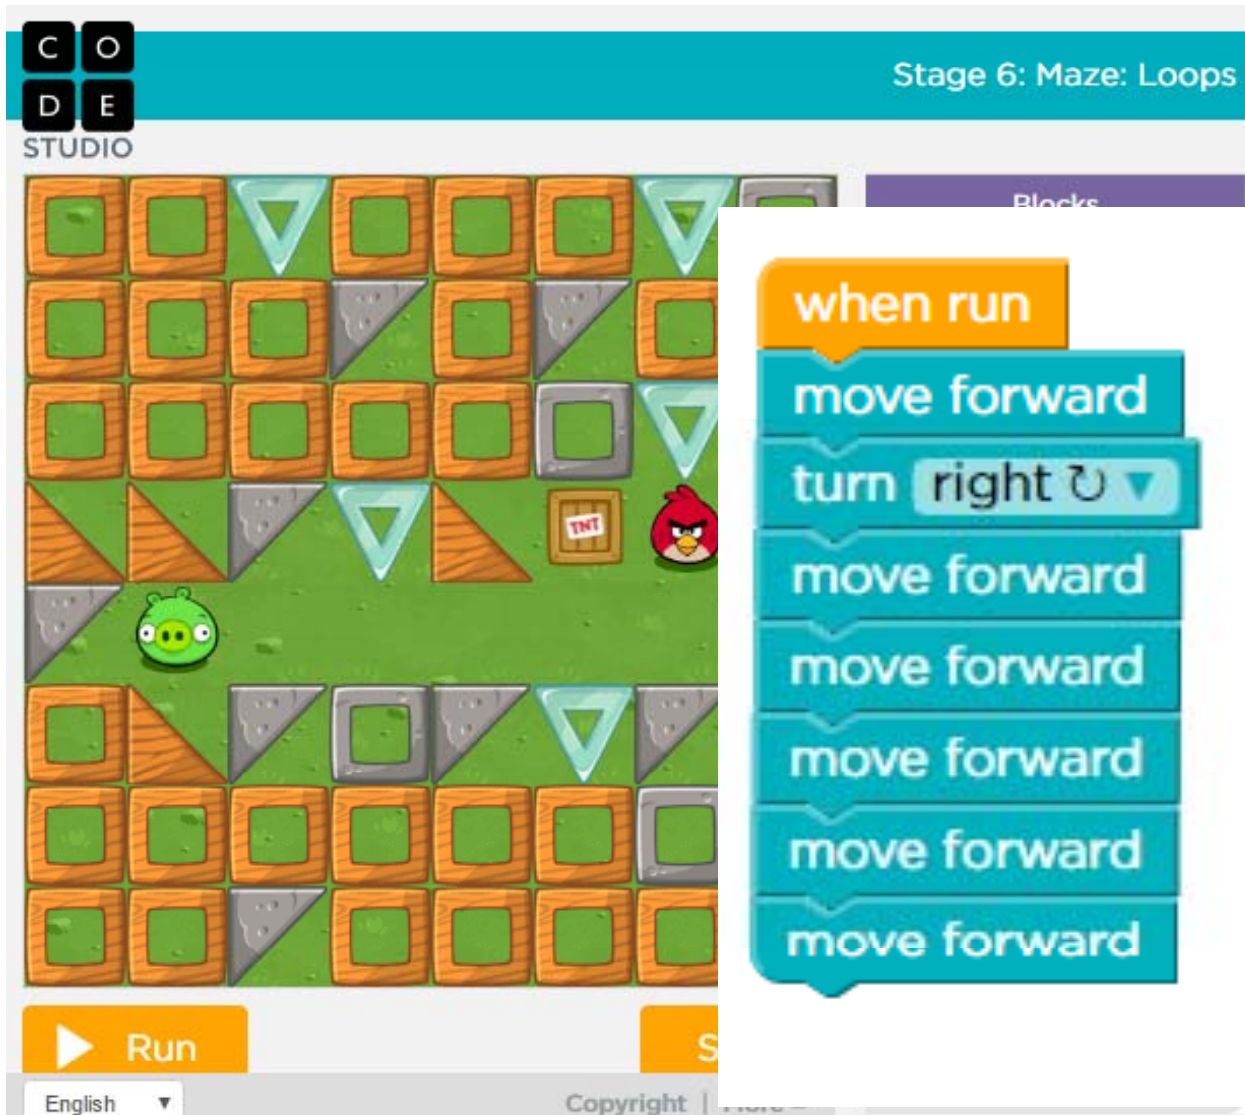 C O
D E
STUDIO
Stage 6: Maze: Loops
Blocks
TNT
when run
move forward
turn right ↻ ▼
move forward
move forward
move forward
move forward
move forward
Run
S
English ▼
Copyright |